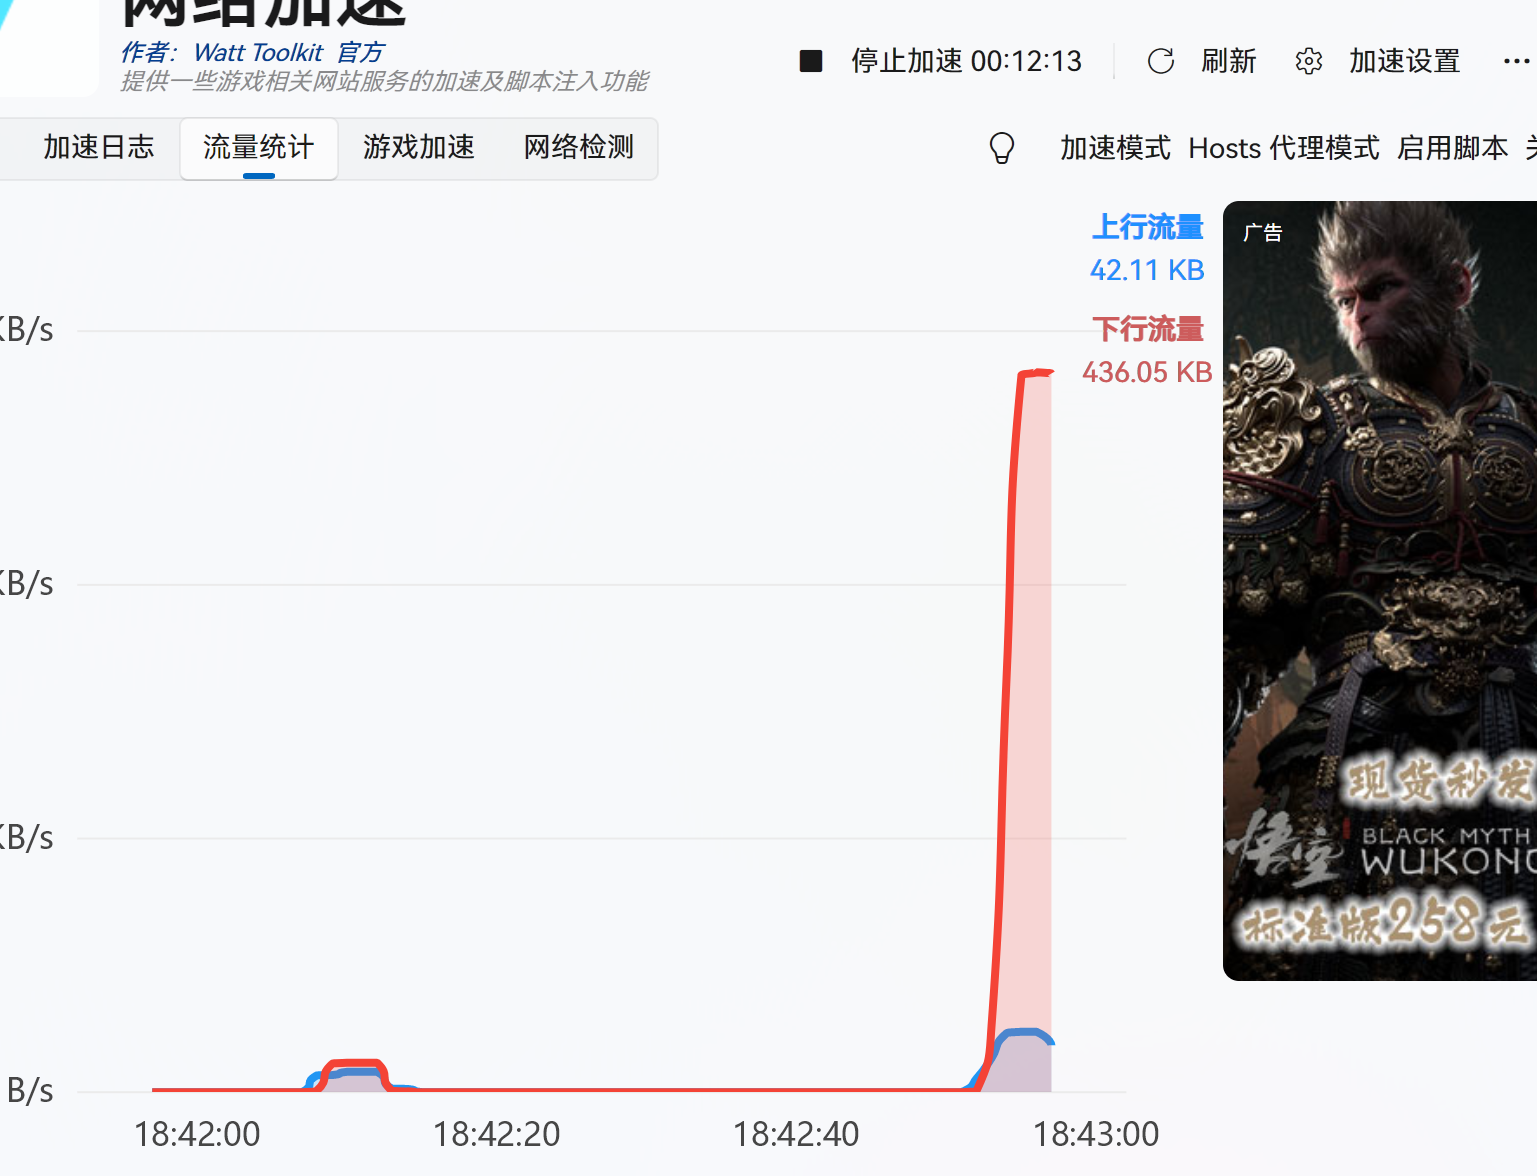 网络加速
作者： Watt Toolkit 官方
提供一些游戏相关网站服务的加速及脚本注入功能
停止加速 00:12:13
刷新
加速设置
加速日志
流量统计
游戏加速
网络检测
加速模式 Hosts 代理模式 启用脚本
上行流量
42.11 KB
下行流量
436.05 KB
广告
KB/s
KB/s
KB/s
B/s
18:42:00
18:42:20
18:42:40
18:43:00
现货秒发
悟空
BLACK MYTH
WUKONG
标准版258元